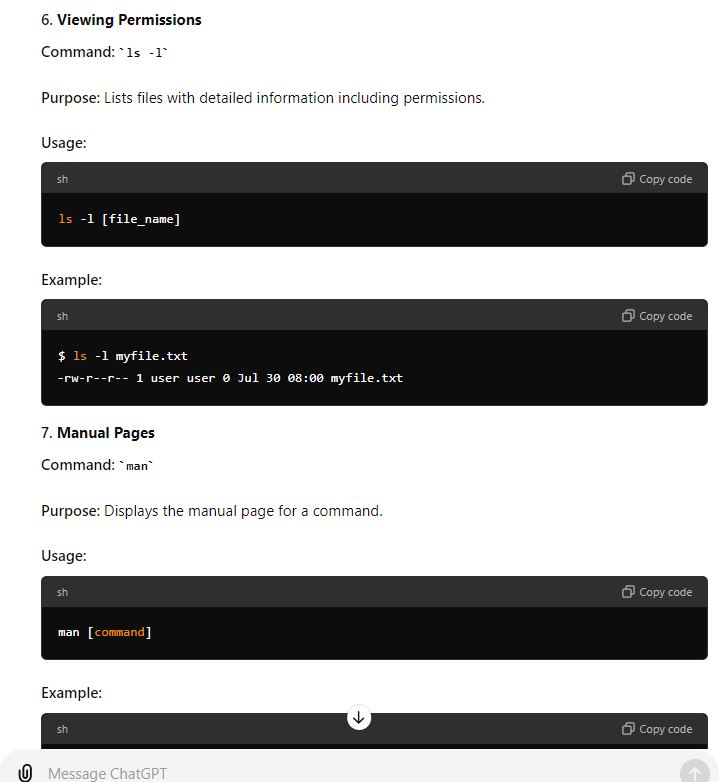 6. Viewing Permissions
Command: `ls -l`
Purpose: Lists files with detailed information including permissions.
Usage:
sh Copy code
ls -l [file_name]
Example:
sh Copy code
$ ls -l myfile.txt
-rw-r--r-- 1 user user 0 Jul 30 08:00 myfile.txt
7. Manual Pages
Command: `man`
Purpose: Displays the manual page for a command.
Usage:
sh Copy code
man [command]
Example:
sh Copy code
Message ChatGPT